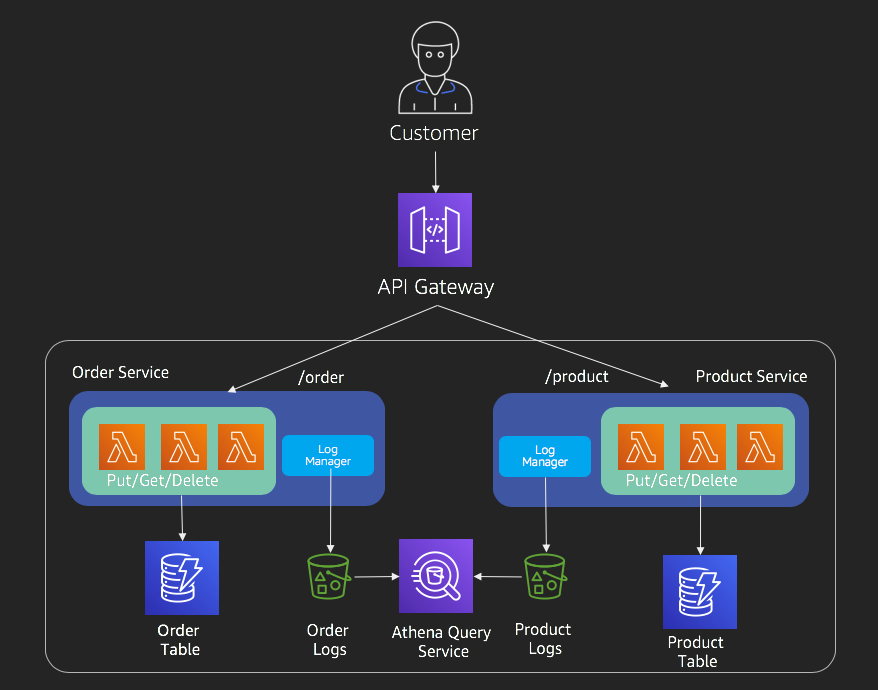 Customer
API Gateway
Order Service
/order
/product
Product Service
Log
Manager
Put/Get/Delete
Log
Manager
Put/Get/Delete
Order
Table
Order
Logs
Athena Query
Service
Product
Logs
Product
Table